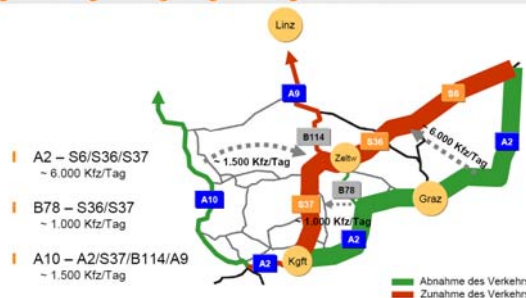 Linz
A9
S6
B114
S36
Zeltw
~ 6.000 Kfz/Tag
A2
~ 1.500 Kfz/Tag
B78
Graz
A10
S37
~ 1.000 Kfz/Tag
A2
A2
Kgft
A2 – S6/S36/S37
~ 6.000 Kfz/Tag
B78 – S36/S37
~ 1.000 Kfz/Tag
A10 – A2/S37/B114/A9
~ 1.500 Kfz/Tag
Abnahme des Verkehrs
Zunahme des Verkehrs